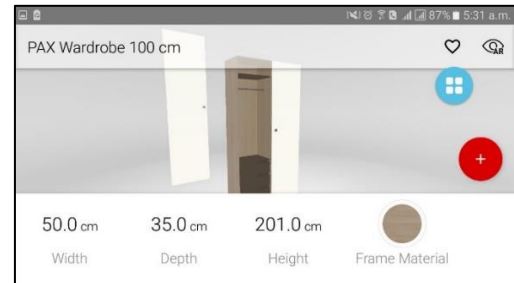 87% 5:31 a.m.
PAX Wardrobe 100 cm
AR
+
50.0 cm 35.0 cm 201.0 cm
Width Depth Height Frame Material